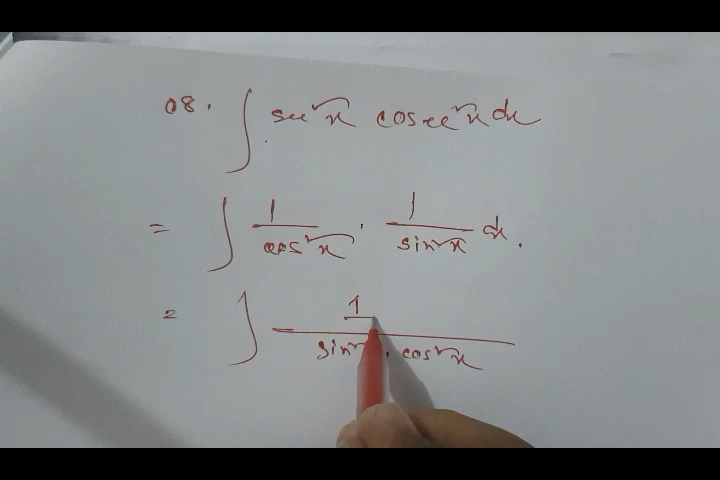 08. ∫ sec²x cosec²x dx
= ∫ 1/cos²x · 1/sin²x dx.
= ∫ 1/sin²x · cos²x